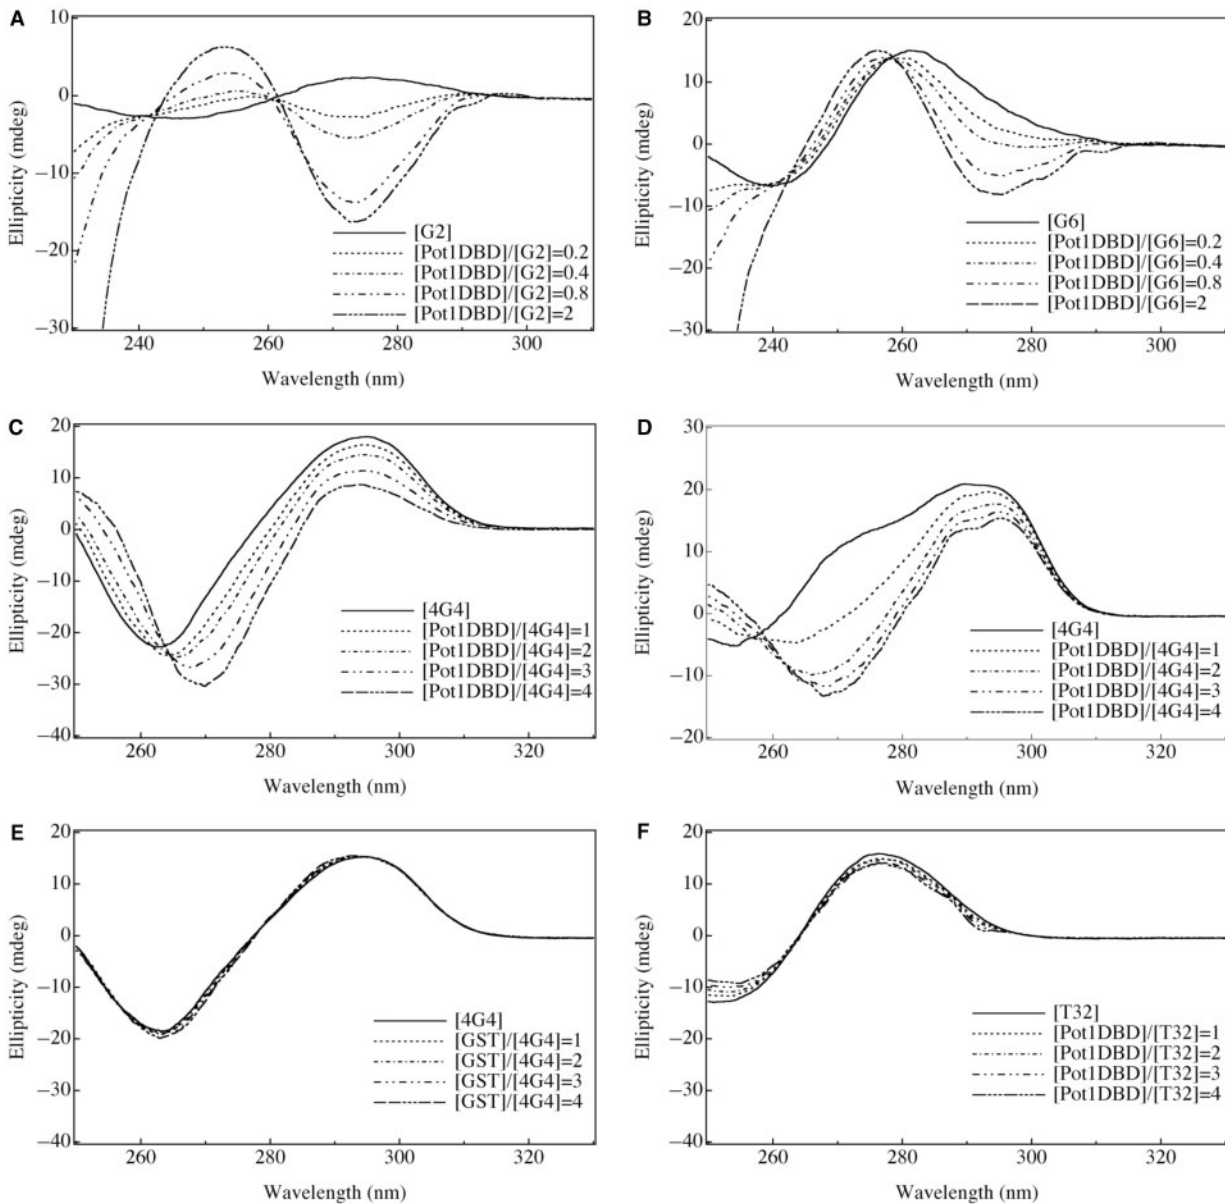 A
10
0
−10
−20
−30
Ellipticity (mdeg)
[G2]
[Pot1DBD]/[G2]=0.2
[Pot1DBD]/[G2]=0.4
[Pot1DBD]/[G2]=0.8
[Pot1DBD]/[G2]=2
240 260 280 300
Wavelength (nm)
B
20
10
0
−10
−20
−30
Ellipticity (mdeg)
[G6]
[Pot1DBD]/[G6]=0.2
[Pot1DBD]/[G6]=0.4
[Pot1DBD]/[G6]=0.8
[Pot1DBD]/[G6]=2
240 260 280 300
Wavelength (nm)
C
20
10
0
−10
−20
−30
−40
Ellipticity (mdeg)
[4G4]
[Pot1DBD]/[4G4]=1
[Pot1DBD]/[4G4]=2
[Pot1DBD]/[4G4]=3
[Pot1DBD]/[4G4]=4
260 280 300 320
Wavelength (nm)
D
30
20
10
0
−10
−20
Ellipticity (mdeg)
[4G4]
[Pot1DBD]/[4G4]=1
[Pot1DBD]/[4G4]=2
[Pot1DBD]/[4G4]=3
[Pot1DBD]/[4G4]=4
260 280 300 320
Wavelength (nm)
E
20
10
0
−10
−20
−30
−40
Ellipticity (mdeg)
[4G4]
[GST]/[4G4]=1
[GST]/[4G4]=2
[GST]/[4G4]=3
[GST]/[4G4]=4
260 280 300 320
Wavelength (nm)
F
20
10
0
−10
−20
−30
−40
Ellipticity (mdeg)
[T32]
[Pot1DBD]/[T32]=1
[Pot1DBD]/[T32]=2
[Pot1DBD]/[T32]=3
[Pot1DBD]/[T32]=4
260 280 300 320
Wavelength (nm)